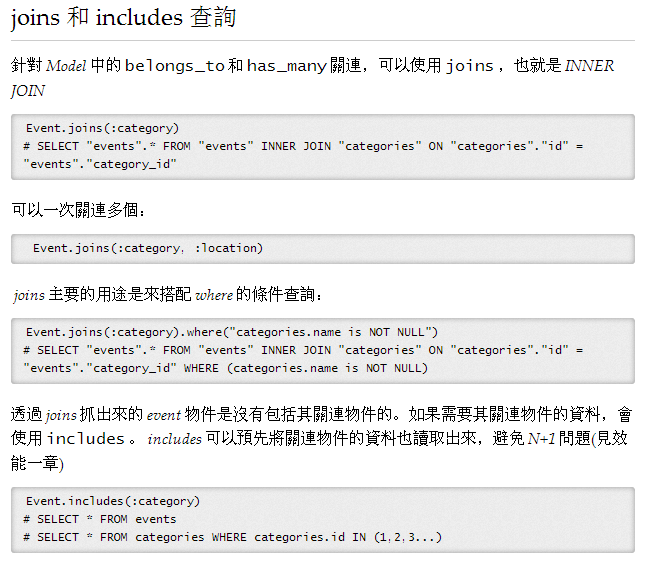 joins 和 includes 查詢
針對 Model 中的 belongs_to 和 has_many 關連，可以使用 joins ，也就是 INNER
JOIN
Event.joins(:category)
# SELECT "events".* FROM "events" INNER JOIN "categories" ON "categories"."id" =
"events"."category_id"
可以一次關連多個：
Event.joins(:category, :location)
joins 主要的用途是來搭配 where 的條件查詢：
Event.joins(:category).where("categories.name is NOT NULL")
# SELECT "events".* FROM "events" INNER JOIN "categories" ON "categories"."id" =
"events"."category_id" WHERE (categories.name is NOT NULL)
透過 joins 抓出來的 event 物件是沒有包括其關連物件的。如果需要其關連物件的資料，會
使用 includes 。 includes 可以預先將關連物件的資料也讀取出來，避免 N+1 問題(見效
能一章)
Event.includes(:category)
# SELECT * FROM events
# SELECT * FROM categories WHERE categories.id IN (1,2,3...)